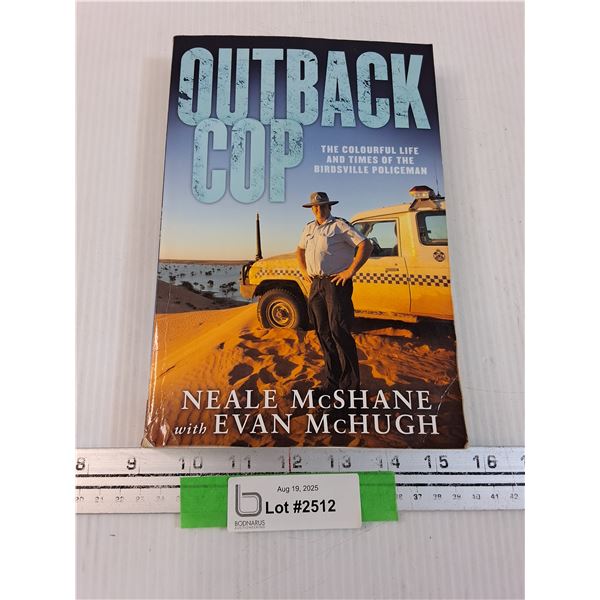 OUTBACK
COP
THE COLOURFUL LIFE
AND TIMES OF THE
BIRDSVILLE POLICEMAN
NEALE McSHANE
with EVAN McHUGH
8 9 10 11 12 13 14 15 16
Aug 19, 2025
Lot #2512
b
BODNARUS
AUCTIONEERING